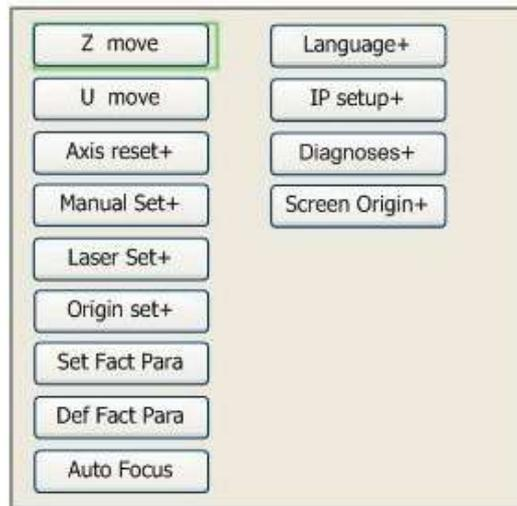 Z move
U move
Axis reset+
Manual Set+
Laser Set+
Origin set+
Set Fact Para
Def Fact Para
Auto Focus
Language+
IP setup+
Diagnoses+
Screen Origin+